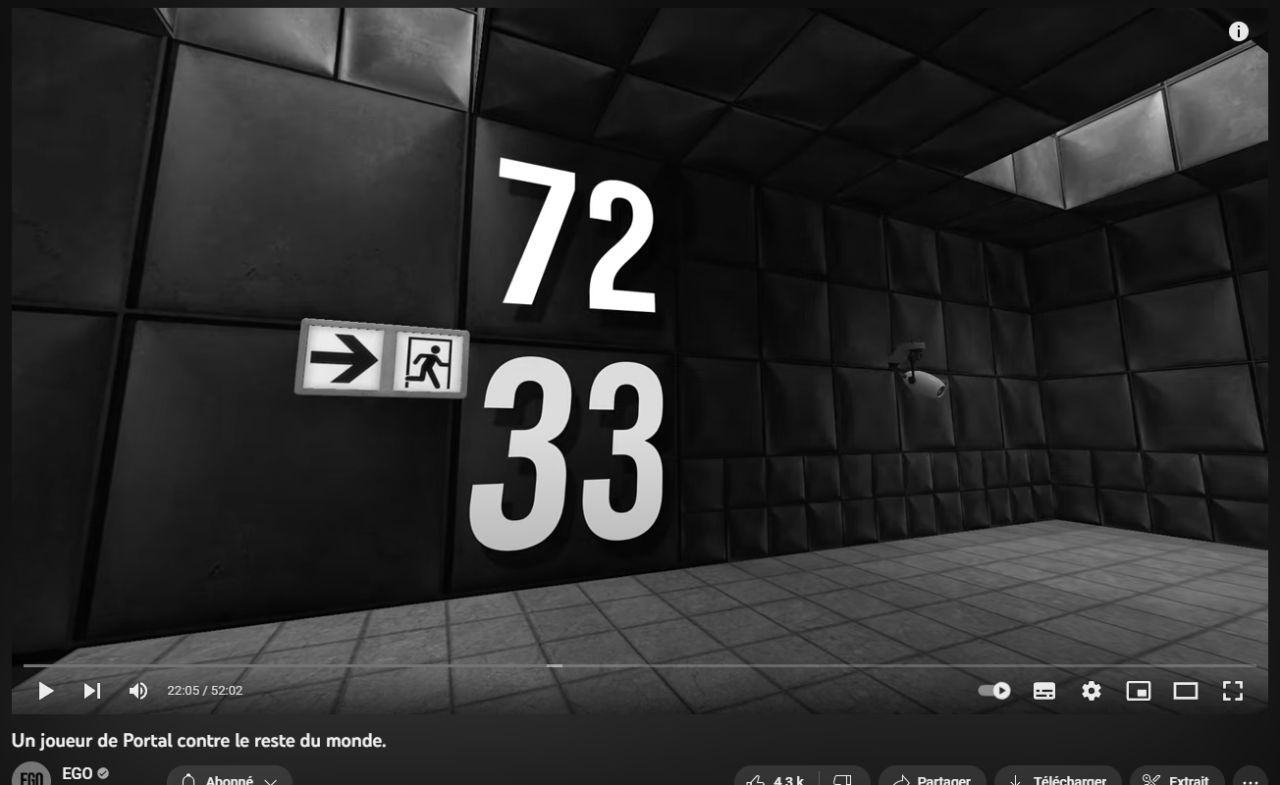 72
33
22:05 / 52:02
Un joueur de Portal contre le reste du monde.
EGO
EGO
Abonné
4,3 k
Partager
Télécharger
Extrait